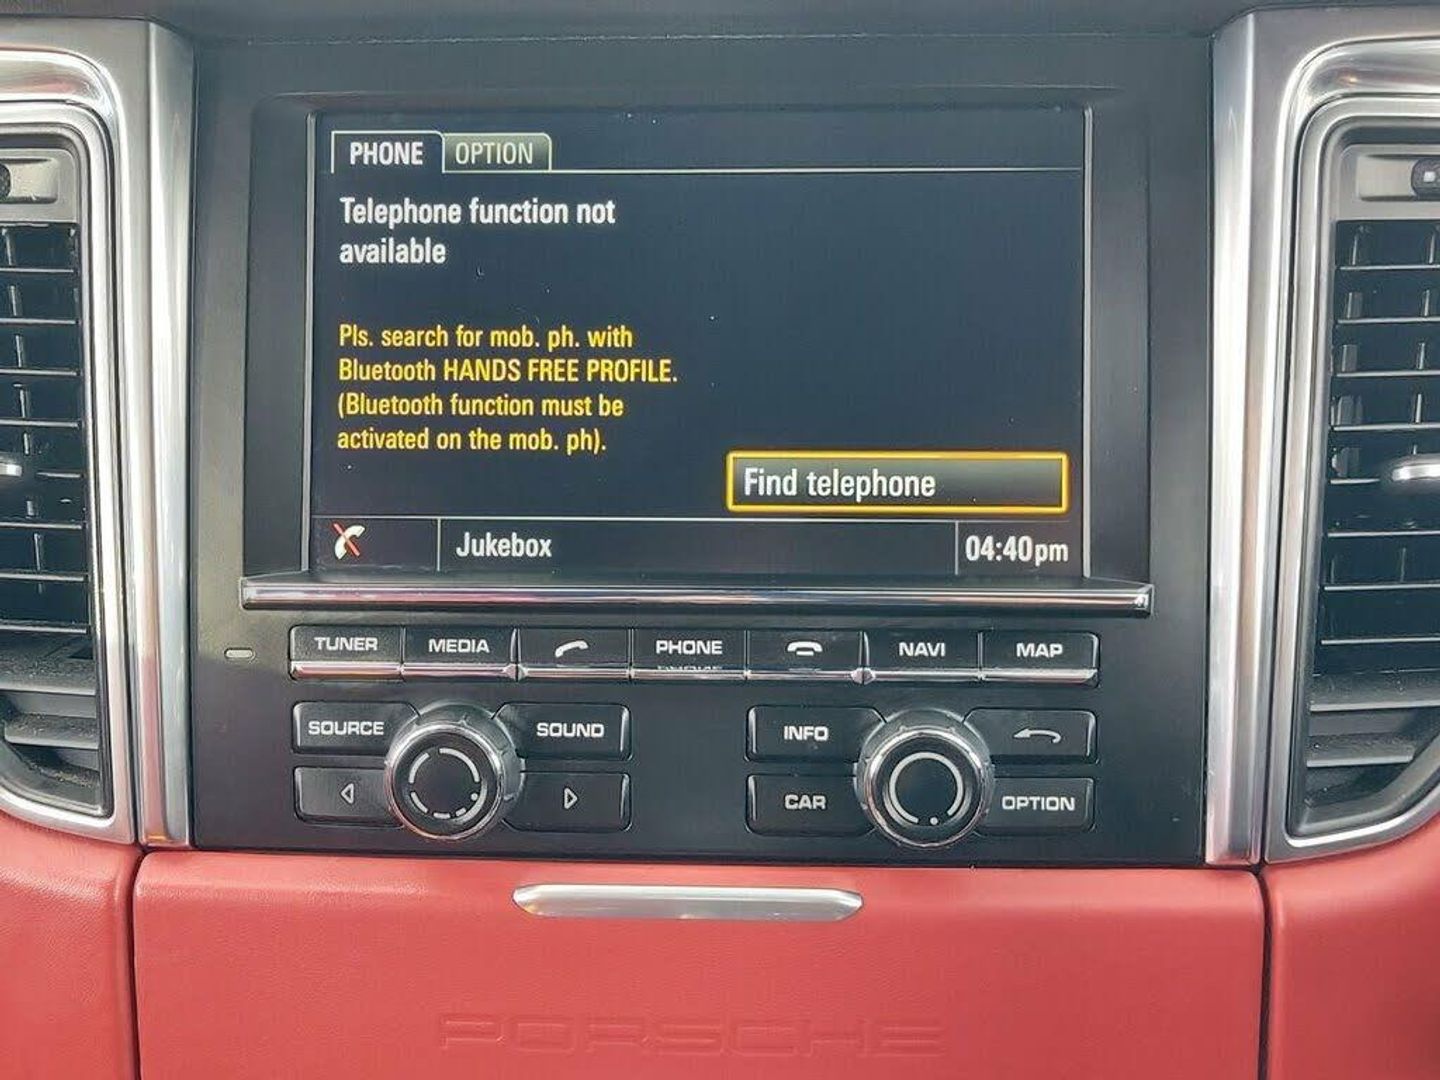 PHONE OPTION
Telephone function not
available
Pls. search for mob. ph. with
Bluetooth HANDS FREE PROFILE.
(Bluetooth function must be
activated on the mob. ph).
Find telephone
Jukebox 04:40pm
TUNER MEDIA PHONE NAVI MAP
SOURCE SOUND INFO
CAR OPTION
PORSCHE